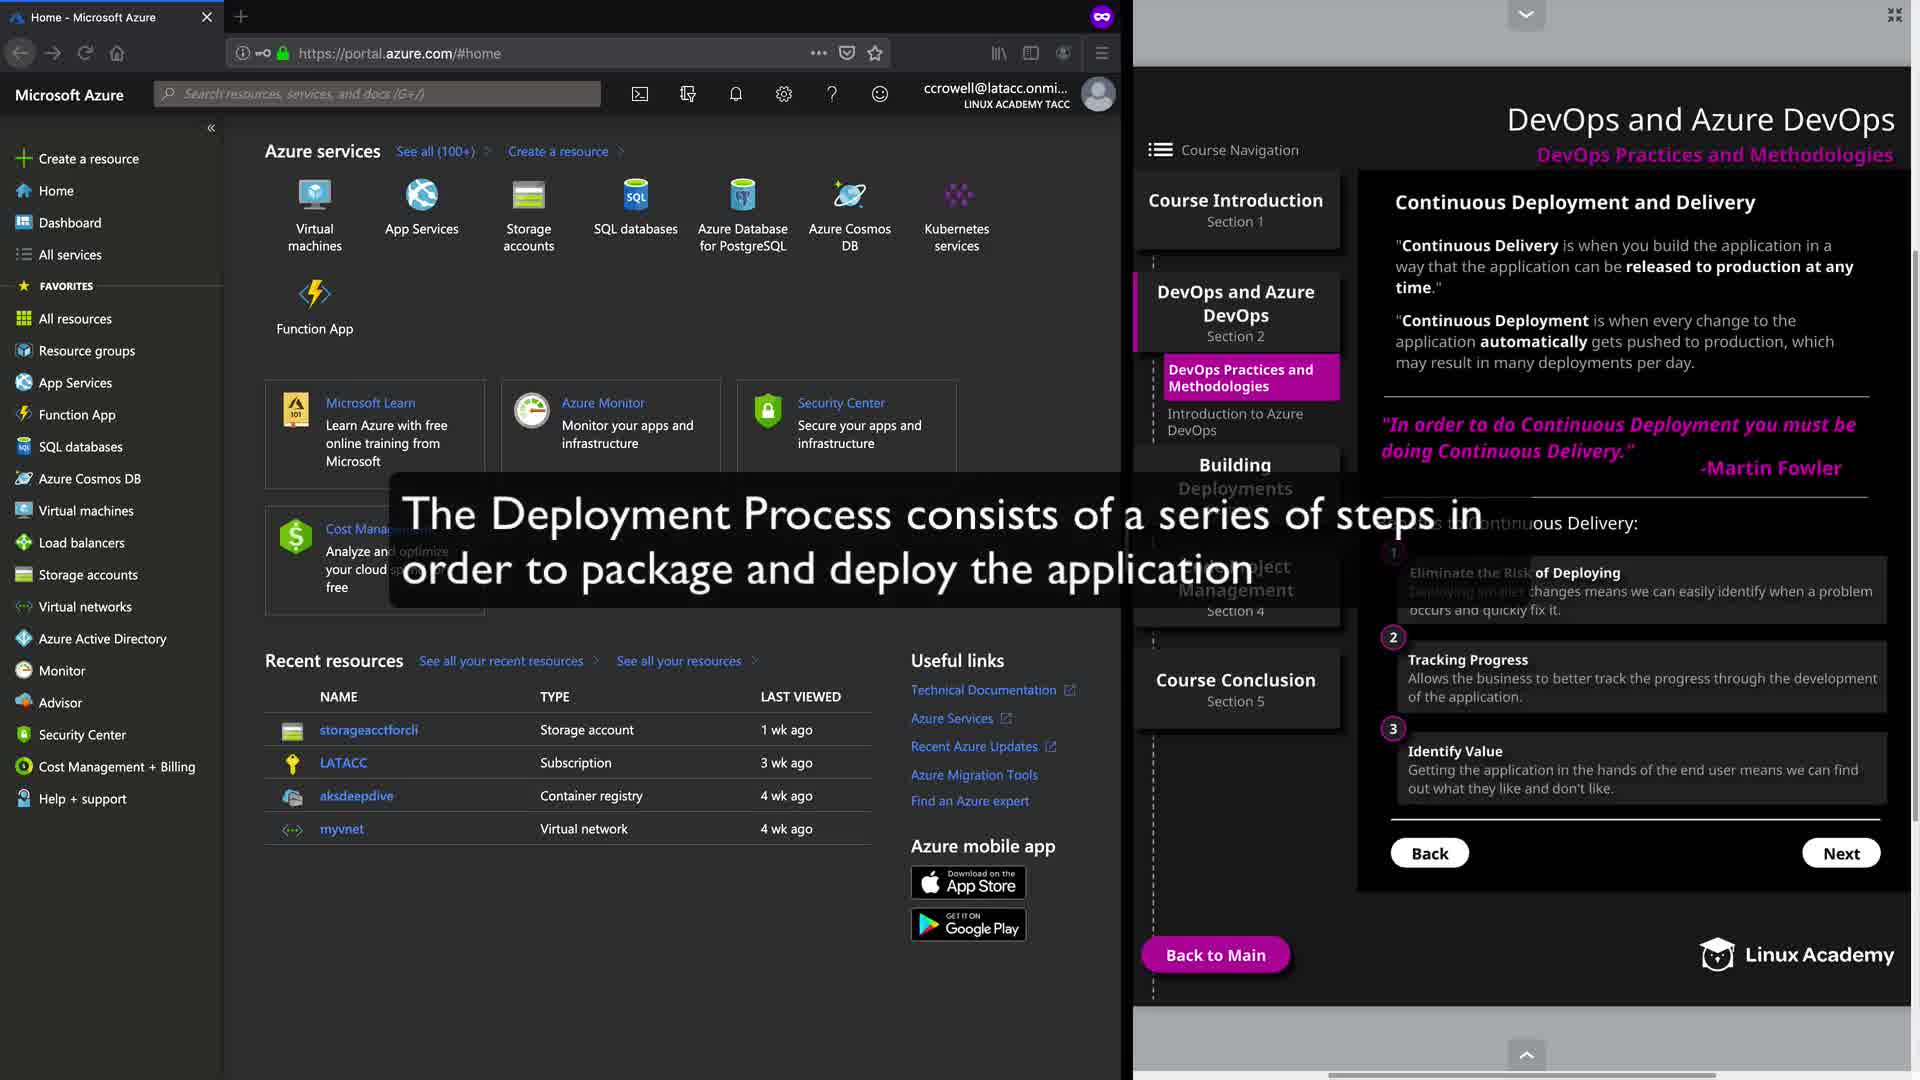 Home - Microsoft Azure
https://portal.azure.com/#home
Microsoft Azure
Search resources, services, and docs (G+/)
ccrowell@latacc.onmi...
LINUX ACADEMY TACC
Create a resource
Home
Dashboard
All services
FAVORITES
All resources
Resource groups
App Services
Function App
SQL databases
Azure Cosmos DB
Virtual machines
Load balancers
Storage accounts
Virtual networks
Azure Active Directory
Monitor
Advisor
Security Center
Cost Management + Billing
Help + support
Azure services
See all (100+)
Create a resource
Virtual
machines
App Services
Storage
accounts
SQL
SQL databases
Azure Database
for PostgreSQL
Azure Cosmos
DB
Kubernetes
services
Function App
101
Microsoft Learn
Learn Azure with free
online training from
Microsoft
Azure Monitor
Monitor your apps and
infrastructure
Security Center
Secure your apps and
infrastructure
Cost
Analyze and optimize
your cloud
free
The Deployment Process consists of a series of steps in
order to package and deploy the application
Recent resources
See all your recent resources
See all your resources
NAME TYPE LAST VIEWED
storageacctforcli Storage account 1 wk ago
LATACC Subscription 3 wk ago
aksdeepdive Container registry 4 wk ago
myvnet Virtual network 4 wk ago
Useful links
Technical Documentation
Azure Services
Recent Azure Updates
Azure Migration Tools
Find an Azure expert
Azure mobile app
Download on the
App Store
GET IT ON
Google Play
Course Navigation
Course Introduction
Section 1
DevOps and Azure
DevOps
Section 2
DevOps Practices and
Methodologies
Introduction to Azure
DevOps
Building
Deployments
Management
Section 4
Course Conclusion
Section 5
Back to Main
DevOps and Azure DevOps
DevOps Practices and Methodologies
Continuous Deployment and Delivery
"Continuous Delivery is when you build the application in a
way that the application can be released to production at any
time."
"Continuous Deployment is when every change to the
application automatically gets pushed to production, which
may result in many deployments per day.
"In order to do Continuous Deployment you must be
doing Continuous Delivery."
-Martin Fowler
Continuous Delivery:
1
Eliminate the Risk of Deploying
Deploying smaller changes means we can easily identify when a problem
occurs and quickly fix it.
2
Tracking Progress
Allows the business to better track the progress through the development
of the application.
3
Identify Value
Getting the application in the hands of the end user means we can find
out what they like and don't like.
Back
Next
Linux Academy